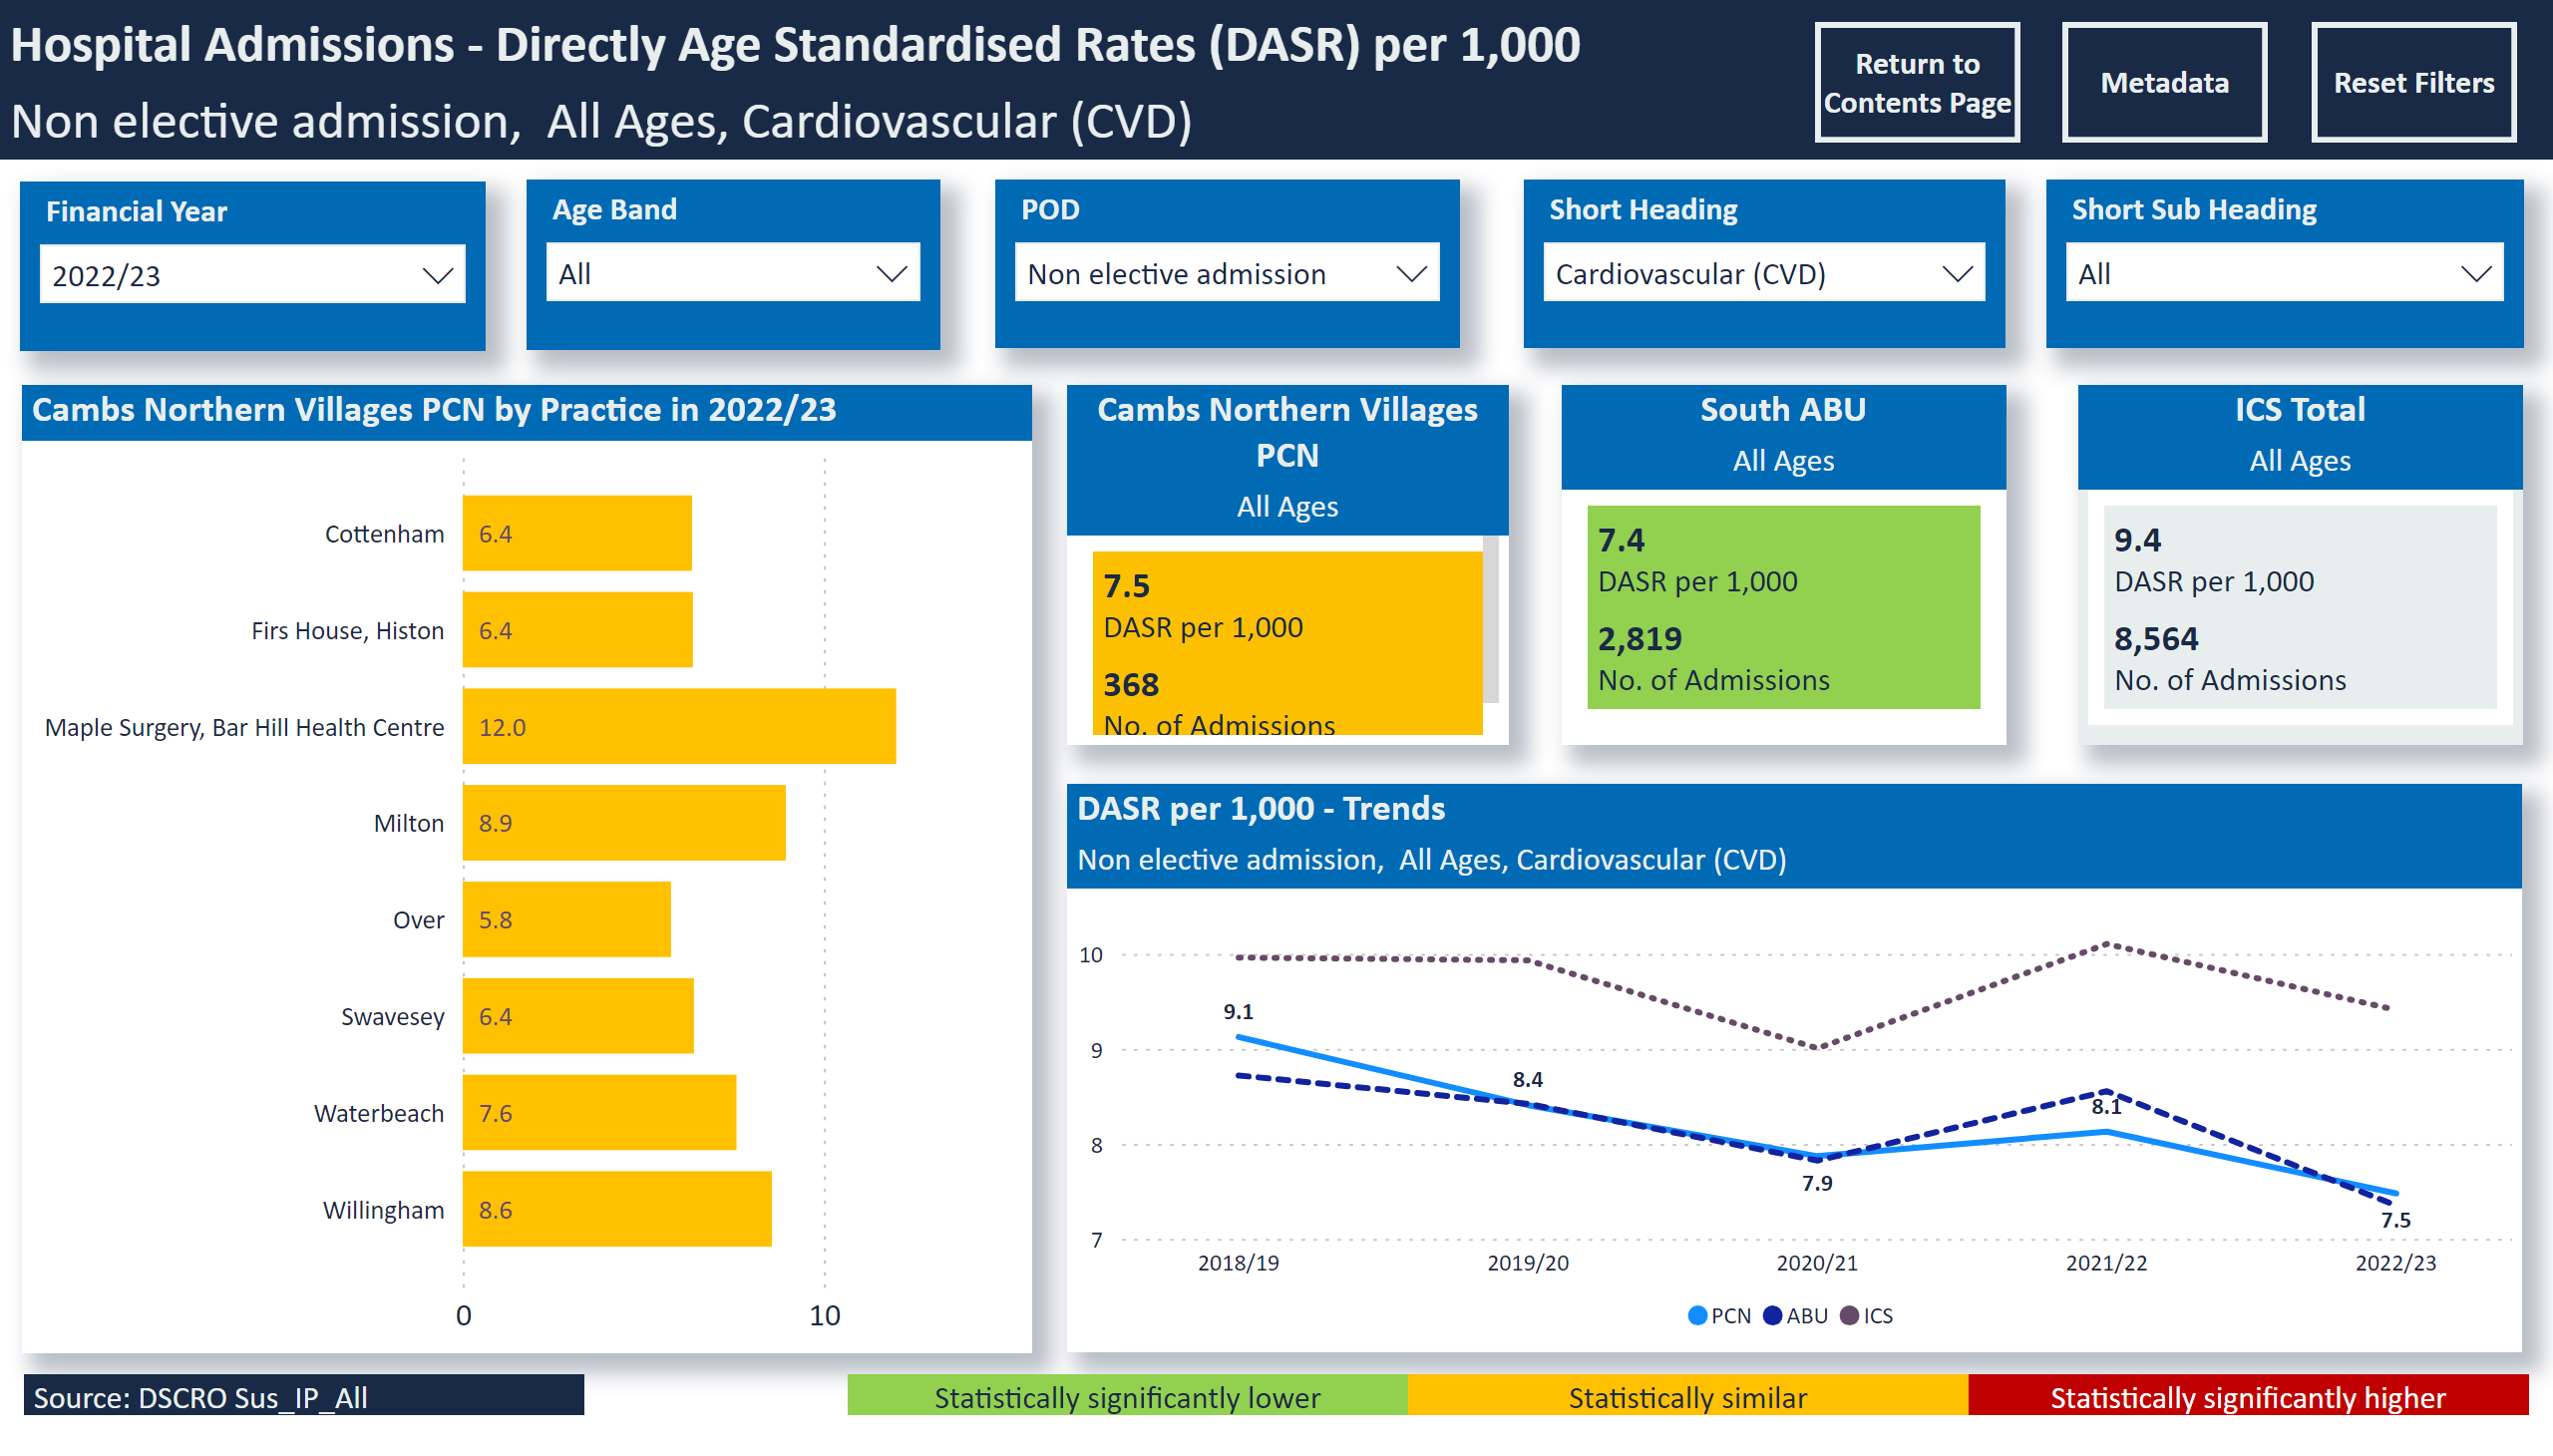 Hospital Admissions - Directly Age Standardised Rates (DASR) per 1,000
Non elective admission,  All Ages, Cardiovascular (CVD)
Return to
Contents Page
Metadata
Reset Filters
Financial Year
2022/23
Age Band
All
POD
Non elective admission
Short Heading
Cardiovascular (CVD)
Short Sub Heading
All
Cambs Northern Villages PCN by Practice in 2022/23
Cottenham 6.4
Firs House, Histon 6.4
Maple Surgery, Bar Hill Health Centre 12.0
Milton 8.9
Over 5.8
Swavesey 6.4
Waterbeach 7.6
Willingham 8.6
0 10
Cambs Northern Villages
PCN
All Ages
7.5
DASR per 1,000
368
No. of Admissions
South ABU
All Ages
7.4
DASR per 1,000
2,819
No. of Admissions
ICS Total
All Ages
9.4
DASR per 1,000
8,564
No. of Admissions
DASR per 1,000 - Trends
Non elective admission,  All Ages, Cardiovascular (CVD)
10
9
8
7
9.1
8.4
7.9
8.1
7.5
2018/19 2019/20 2020/21 2021/22 2022/23
PCN ABU ICS
Source: DSCRO Sus_IP_All
Statistically significantly lower
Statistically similar
Statistically significantly higher